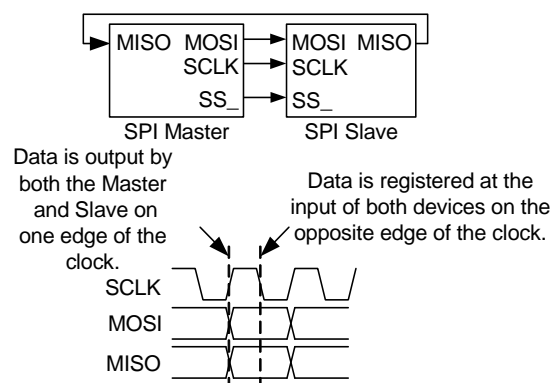 MISO MOSI MOSI MISO
SCLK SCLK
SS_ SS_
SPI Master SPI Slave
Data is output by
both the Master
and Slave on
one edge of the
clock.
Data is registered at the
input of both devices on the
opposite edge of the clock.
SCLK
MOSI
MISO